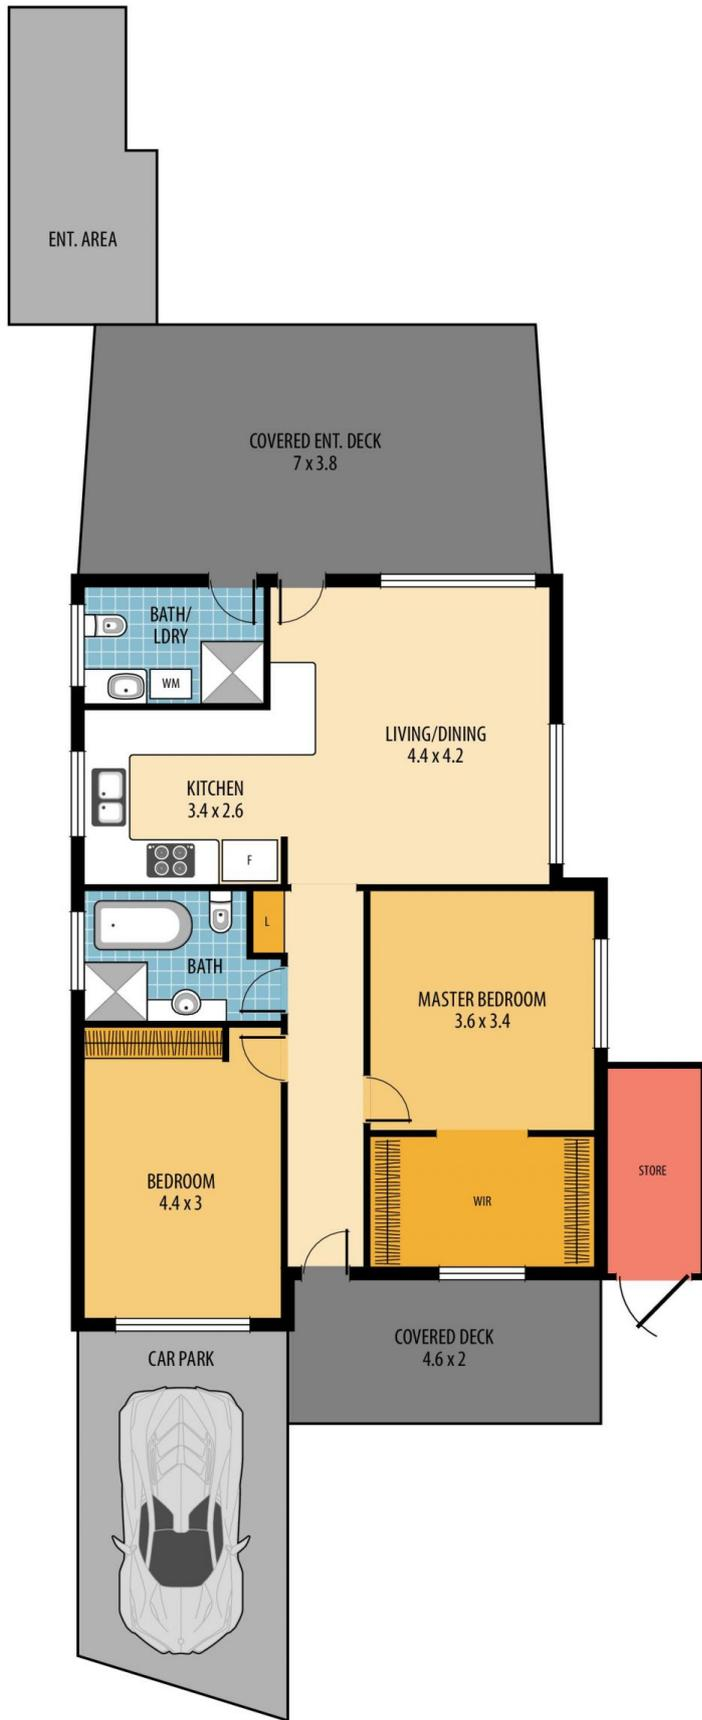 ENT. AREA
COVERED ENT. DECK
7 x 3.8
BATH/
LDRY
WM
LIVING/DINING
4.4 x 4.2
KITCHEN
3.4 x 2.6
F
L
BATH
MASTER BEDROOM
3.6 x 3.4
BEDROOM
4.4 x 3
WIR
STORE
COVERED DECK
4.6 x 2
CAR PARK